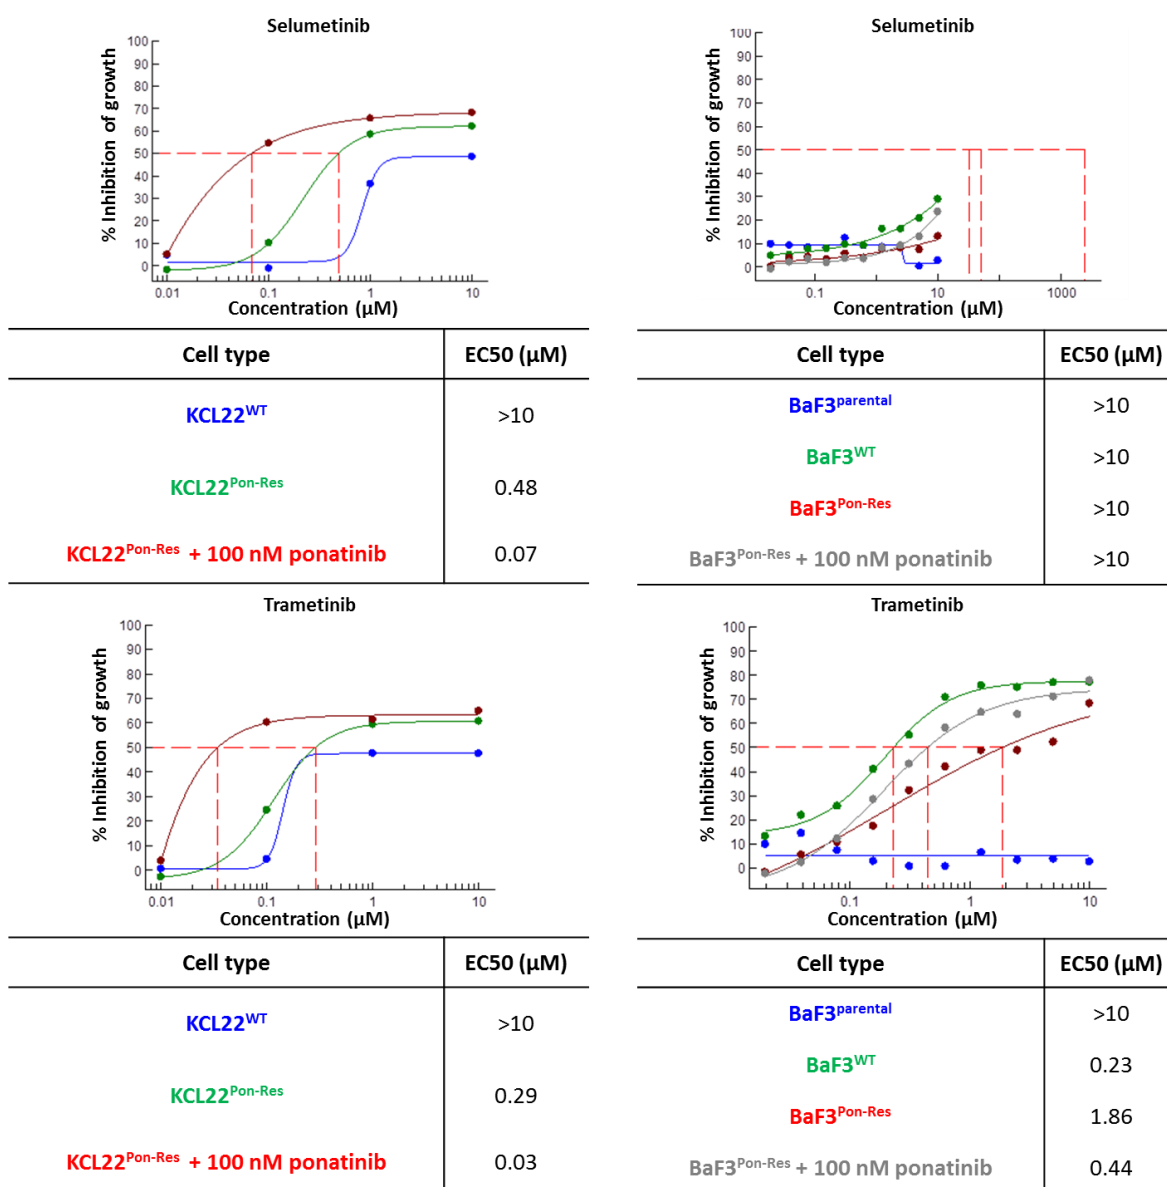 Selumetinib
% Inhibition of growth
100
90
80
70
60
50
40
30
20
10
0
0.01 0.1 1 10
Concentration (µM)
Cell type EC50 (µM)
KCL22WT >10
KCL22Pon-Res 0.48
KCL22Pon-Res + 100 nM ponatinib 0.07
Selumetinib
% Inhibition of growth
100
90
80
70
60
50
40
30
20
10
0
0.1 10 1000
Concentration (µM)
Cell type EC50 (µM)
BaF3parental >10
BaF3WT >10
BaF3Pon-Res >10
BaF3Pon-Res + 100 nM ponatinib >10
Trametinib
% Inhibition of growth
100
90
80
70
60
50
40
30
20
10
0
0.01 0.1 1 10
Concentration (µM)
Cell type EC50 (µM)
KCL22WT >10
KCL22Pon-Res 0.29
KCL22Pon-Res + 100 nM ponatinib 0.03
Trametinib
% Inhibition of growth
100
90
80
70
60
50
40
30
20
10
0
0.1 1 10
Concentration (µM)
Cell type EC50 (µM)
BaF3parental >10
BaF3WT 0.23
BaF3Pon-Res 1.86
BaF3Pon-Res + 100 nM ponatinib 0.44